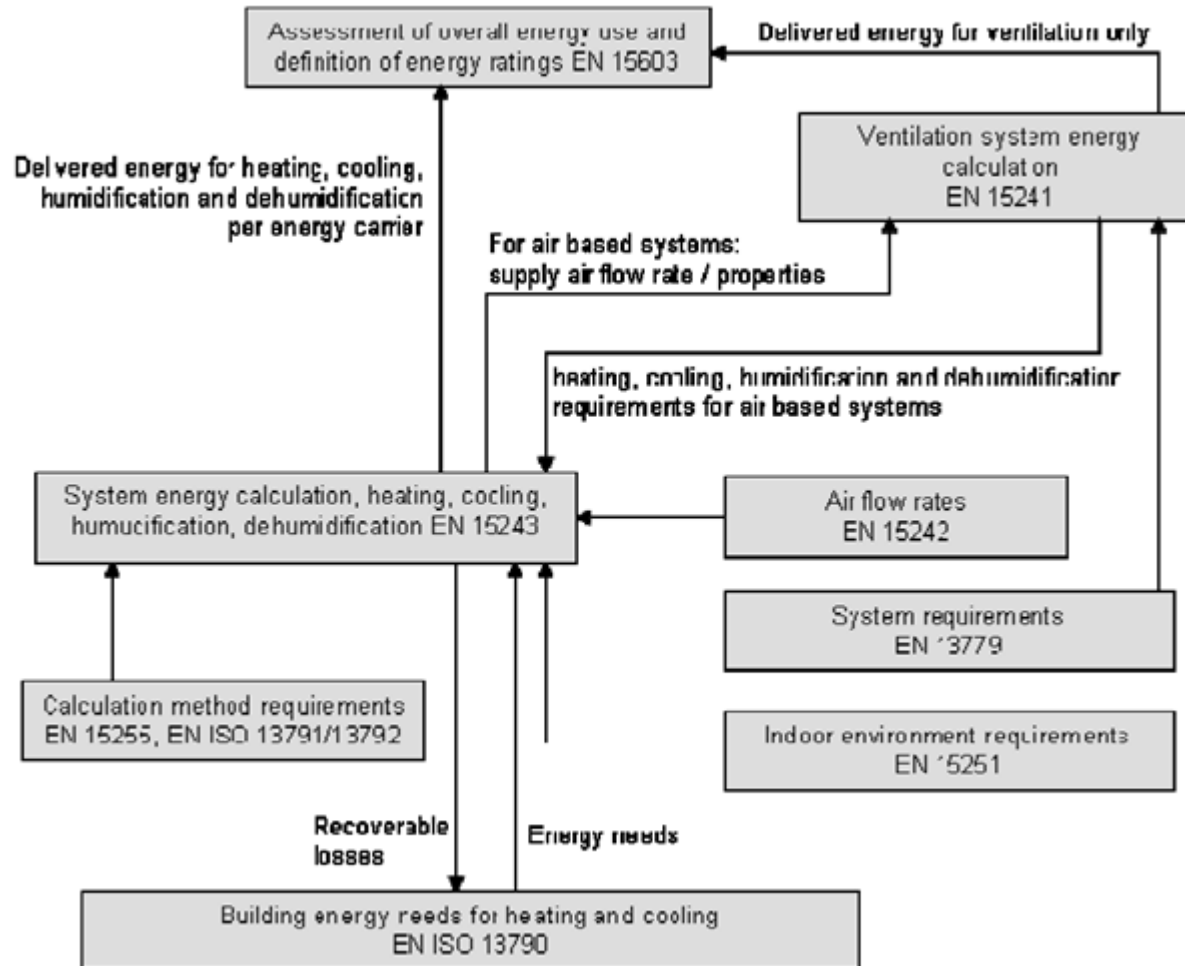 Assessment of overall energy use and
definition of energy ratings EN 15603
Delivered energy for ventilation only
Ventilation system energy
calculation
EN 15241
Delivered energy for heating, cooling,
humidification and dehumidification
per energy carrier
For air based systems:
supply air flow rate / properties
heating, cooling, humidification and dehumidification
requirements for air based systems
System energy calculation, heating, cooling,
humucification, dehumidification EN 15243
Air flow rates
EN 15242
System requirements
EN 13779
Calculation method requirements
EN 15255, EN ISO 13791/13792
Indoor environment requirements
EN 15251
Recoverable
losses
Energy needs
Building energy needs for heating and cooling
EN ISO 13790